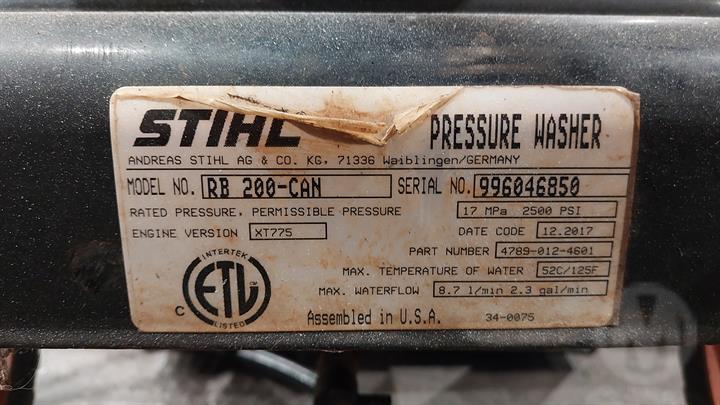 STIHL PRESSURE WASHER
ANDREAS STIHL AG & CO. KG, 71336 Waiblingen/GERMANY
MODEL NO. RB 200-CAN SERIAL NO. 996046850
RATED PRESSURE, PERMISSIBLE PRESSURE 17 MPa 2500 PSI
ENGINE VERSION XT775 DATE CODE 12.2017
PART NUMBER 4789-012-4601
MAX. TEMPERATURE OF WATER 52C/125F
MAX. WATERFLOW 8.7 l/min 2.3 gal/min
INTERTEK
C ETL
LISTED
Assembled in U.S.A. 34-0075